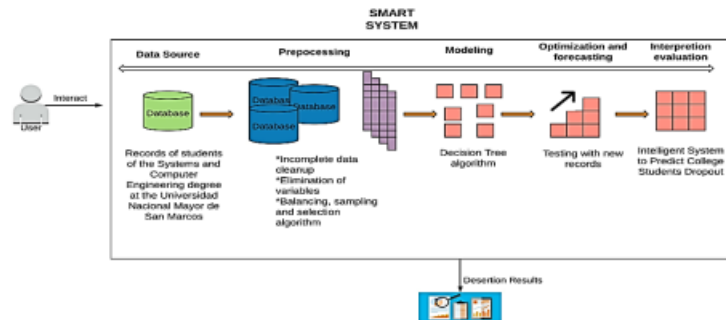 SMART
SYSTEM
Data Source
Prepocessing
Modeling
Optimization and
forecasting
Interpretion
evaluation
Interact
User
Database
Database
Database
Database
Records of students
of the Systems and
Computer
Engineering degree
at the Universidad
Nacional Mayor de
San Marcos
*Incomplete data
cleanup
*Elimination of
variables
*Balancing, sampling
and selection
algorithm
Decision Tree
algorithm
Testing with new
records
Intelligent System
to Predict College
Students Dropout
Desertion Results